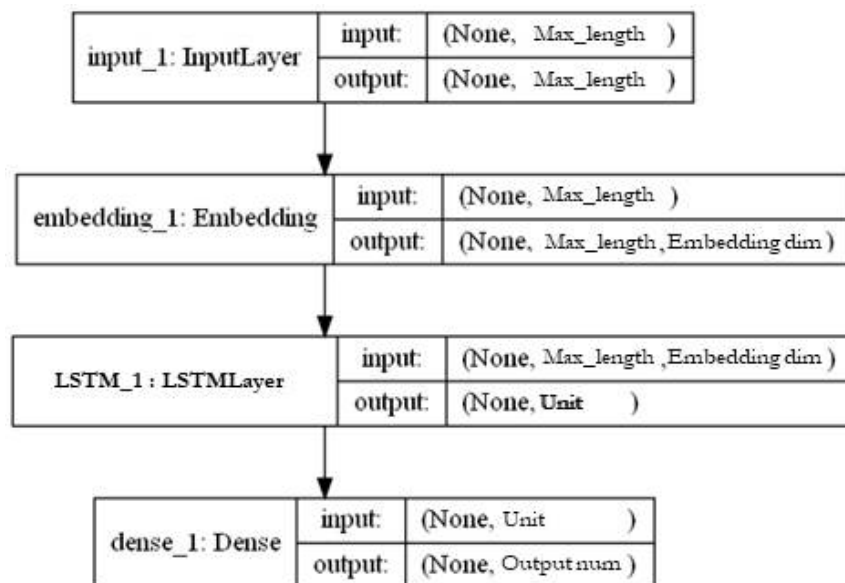 input_1: InputLayer
input: (None, Max_length )
output: (None, Max_length )
embedding_1: Embedding
input: (None, Max_length )
output: (None, Max_length ,Embedding dim )
LSTM_1 : LSTMLayer
input: (None, Max_length ,Embedding dim )
output: (None, Unit )
dense_1: Dense
input: (None, Unit )
output: (None, Output num )